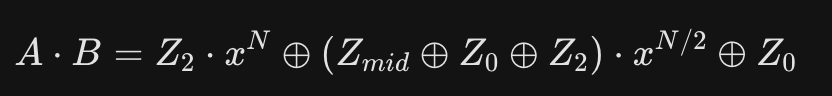 A · B = Z₂ · x^N ⊕ (Z_mid ⊕ Z₀ ⊕ Z₂) · x^{N/2} ⊕ Z₀